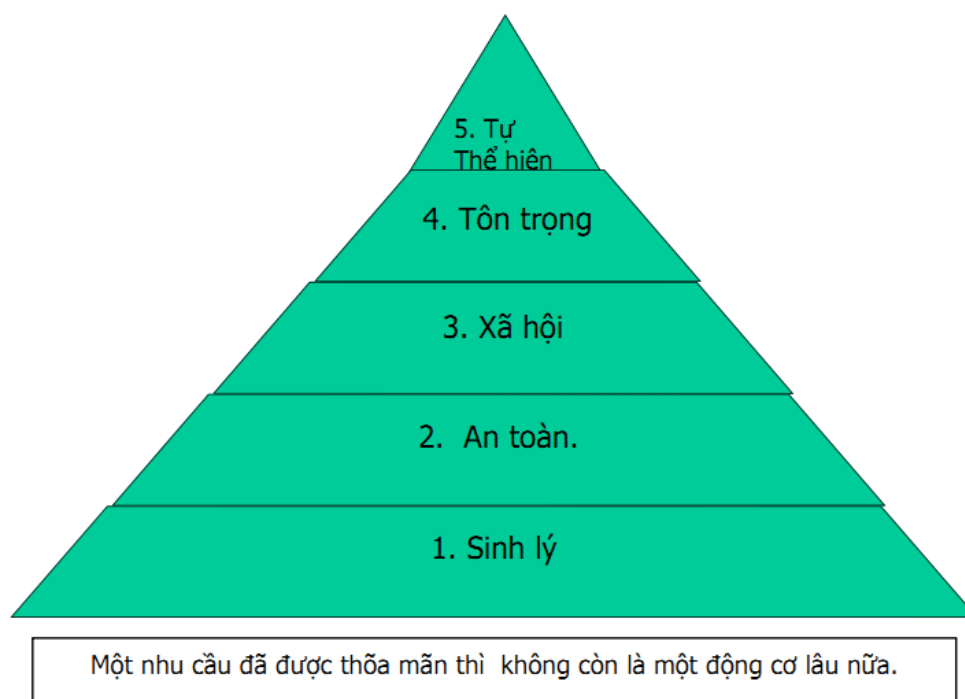 5. Tự
Thể hiên
4. Tôn trọng
3. Xã hội
2. An toàn.
1. Sinh lý
Một nhu cầu đã được thõa mãn thì không còn là một động cơ lâu nữa.